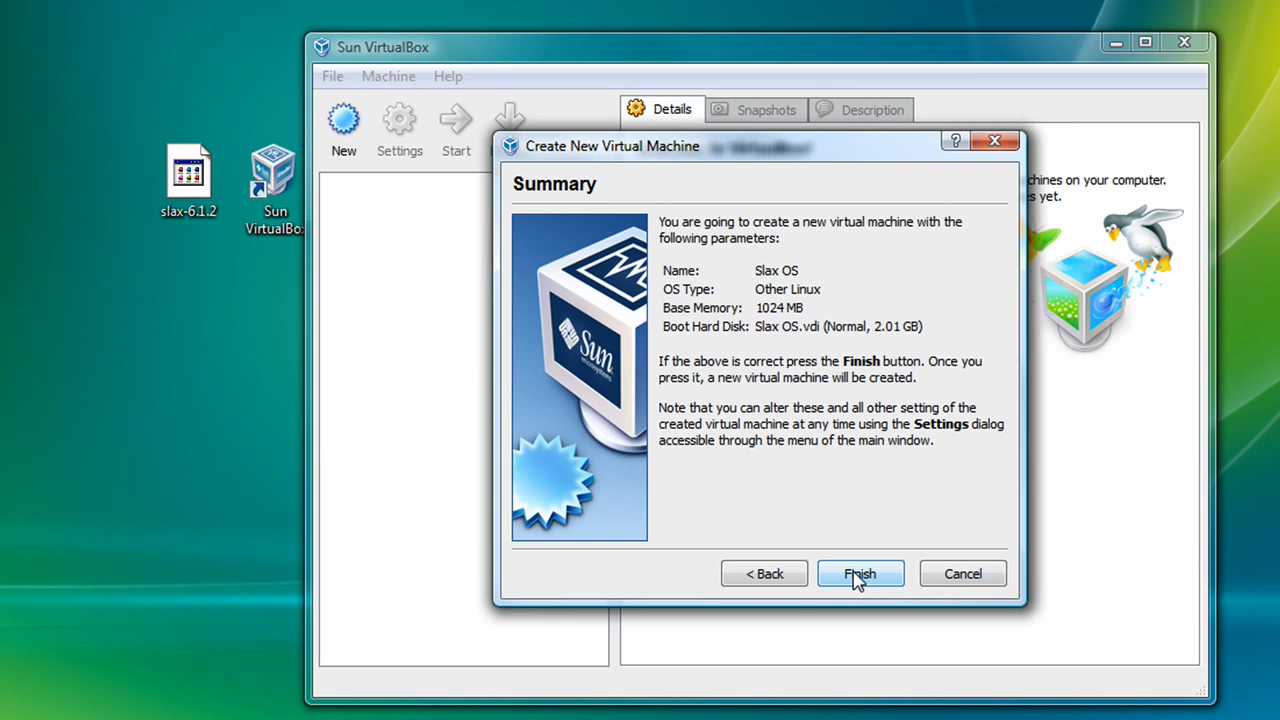 Sun VirtualBox
File Machine Help
New Settings Start
Details Snapshots Description
slax-6.1.2
Sun
VirtualBo
Create New Virtual Machine
VirtualBox!
chines on your computer.
s yet.
Summary
You are going to create a new virtual machine with the
following parameters:
Name: Slax OS
OS Type: Other Linux
Base Memory: 1024 MB
Boot Hard Disk: Slax OS.vdi (Normal, 2.01 GB)
If the above is correct press the Finish button. Once you
press it, a new virtual machine will be created.
Note that you can alter these and all other setting of the
created virtual machine at any time using the Settings dialog
accessible through the menu of the main window.
Sun
microsystems
< Back Finish Cancel